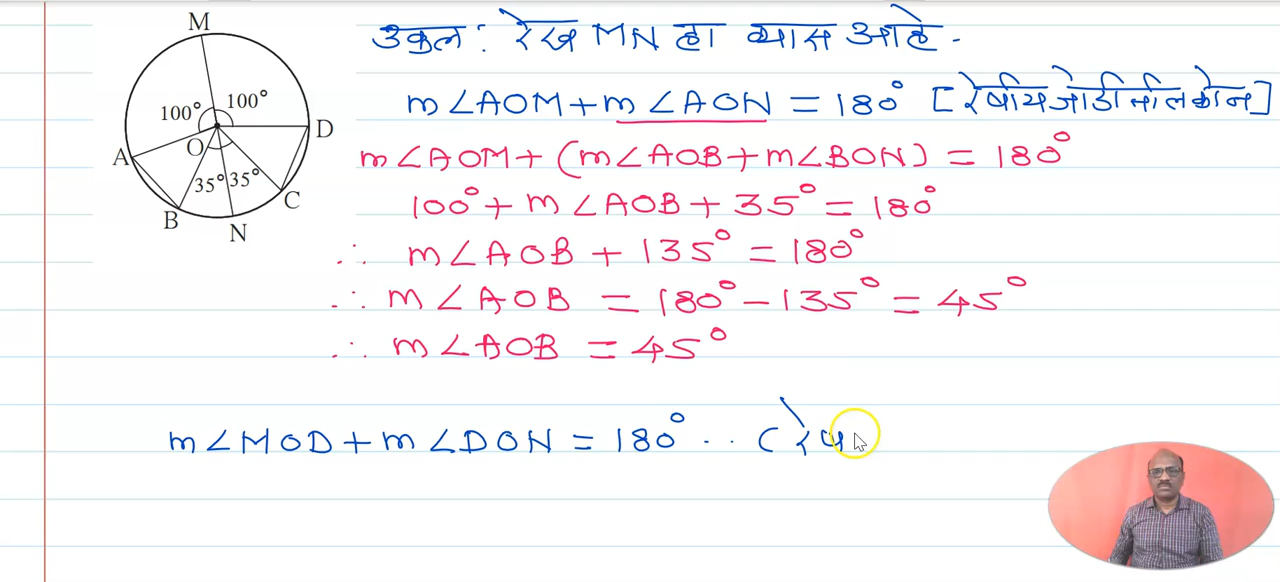 M
100° 100°
A O D
35° 35°
B N C
उकल : रेख MN हा व्यास आहे.
m∠AOM + m∠AON = 180° [रेषीय जोडीतील कोन]
m∠AOM + (m∠AOB + m∠BON) = 180°
100° + m∠AOB + 35° = 180°
∴ m∠AOB + 135° = 180°
∴ m∠AOB = 180° - 135° = 45°
∴ m∠AOB = 45°
m∠MOD + m∠DON = 180° .. (